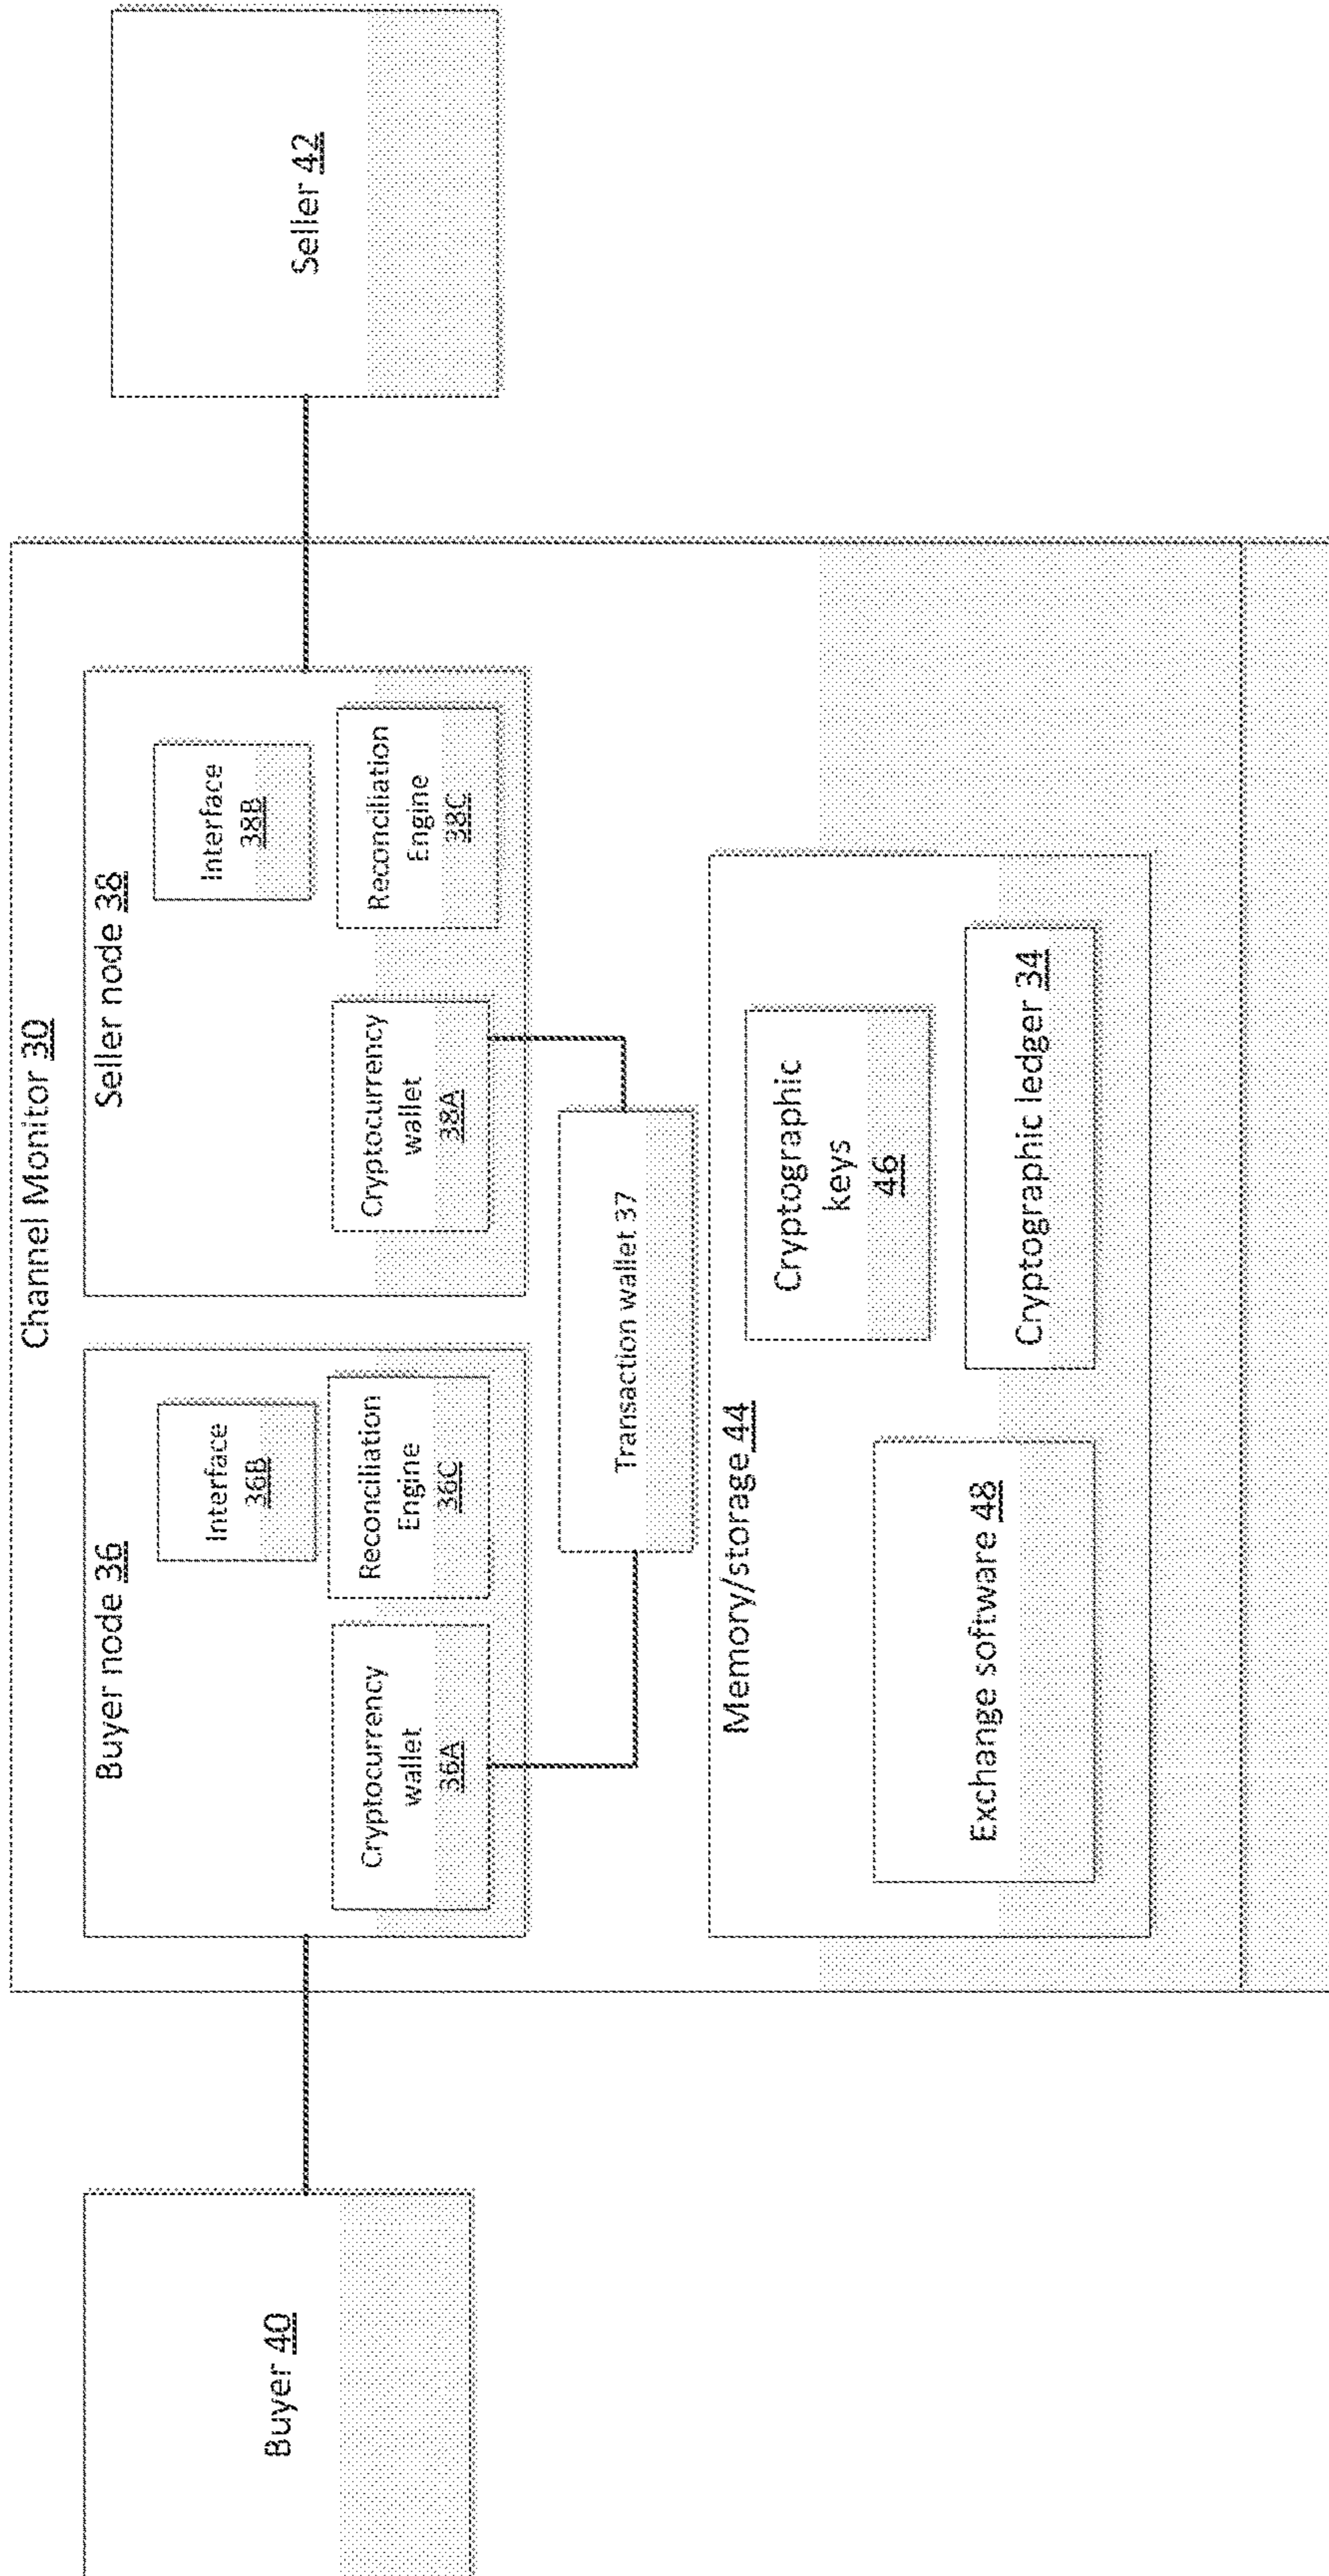 Channel Monitor 30
Buyer 40
Buyer node 36
Interface
36B
Cryptocurrency
wallet
36A
Reconciliation
Engine
36C
Seller node 38
Interface
38B
Cryptocurrency
wallet
38A
Reconciliation
Engine
38C
Seller 42
Transaction wallet 37
Memory/storage 44
Exchange software 48
Cryptographic
keys
46
Cryptographic ledger 34